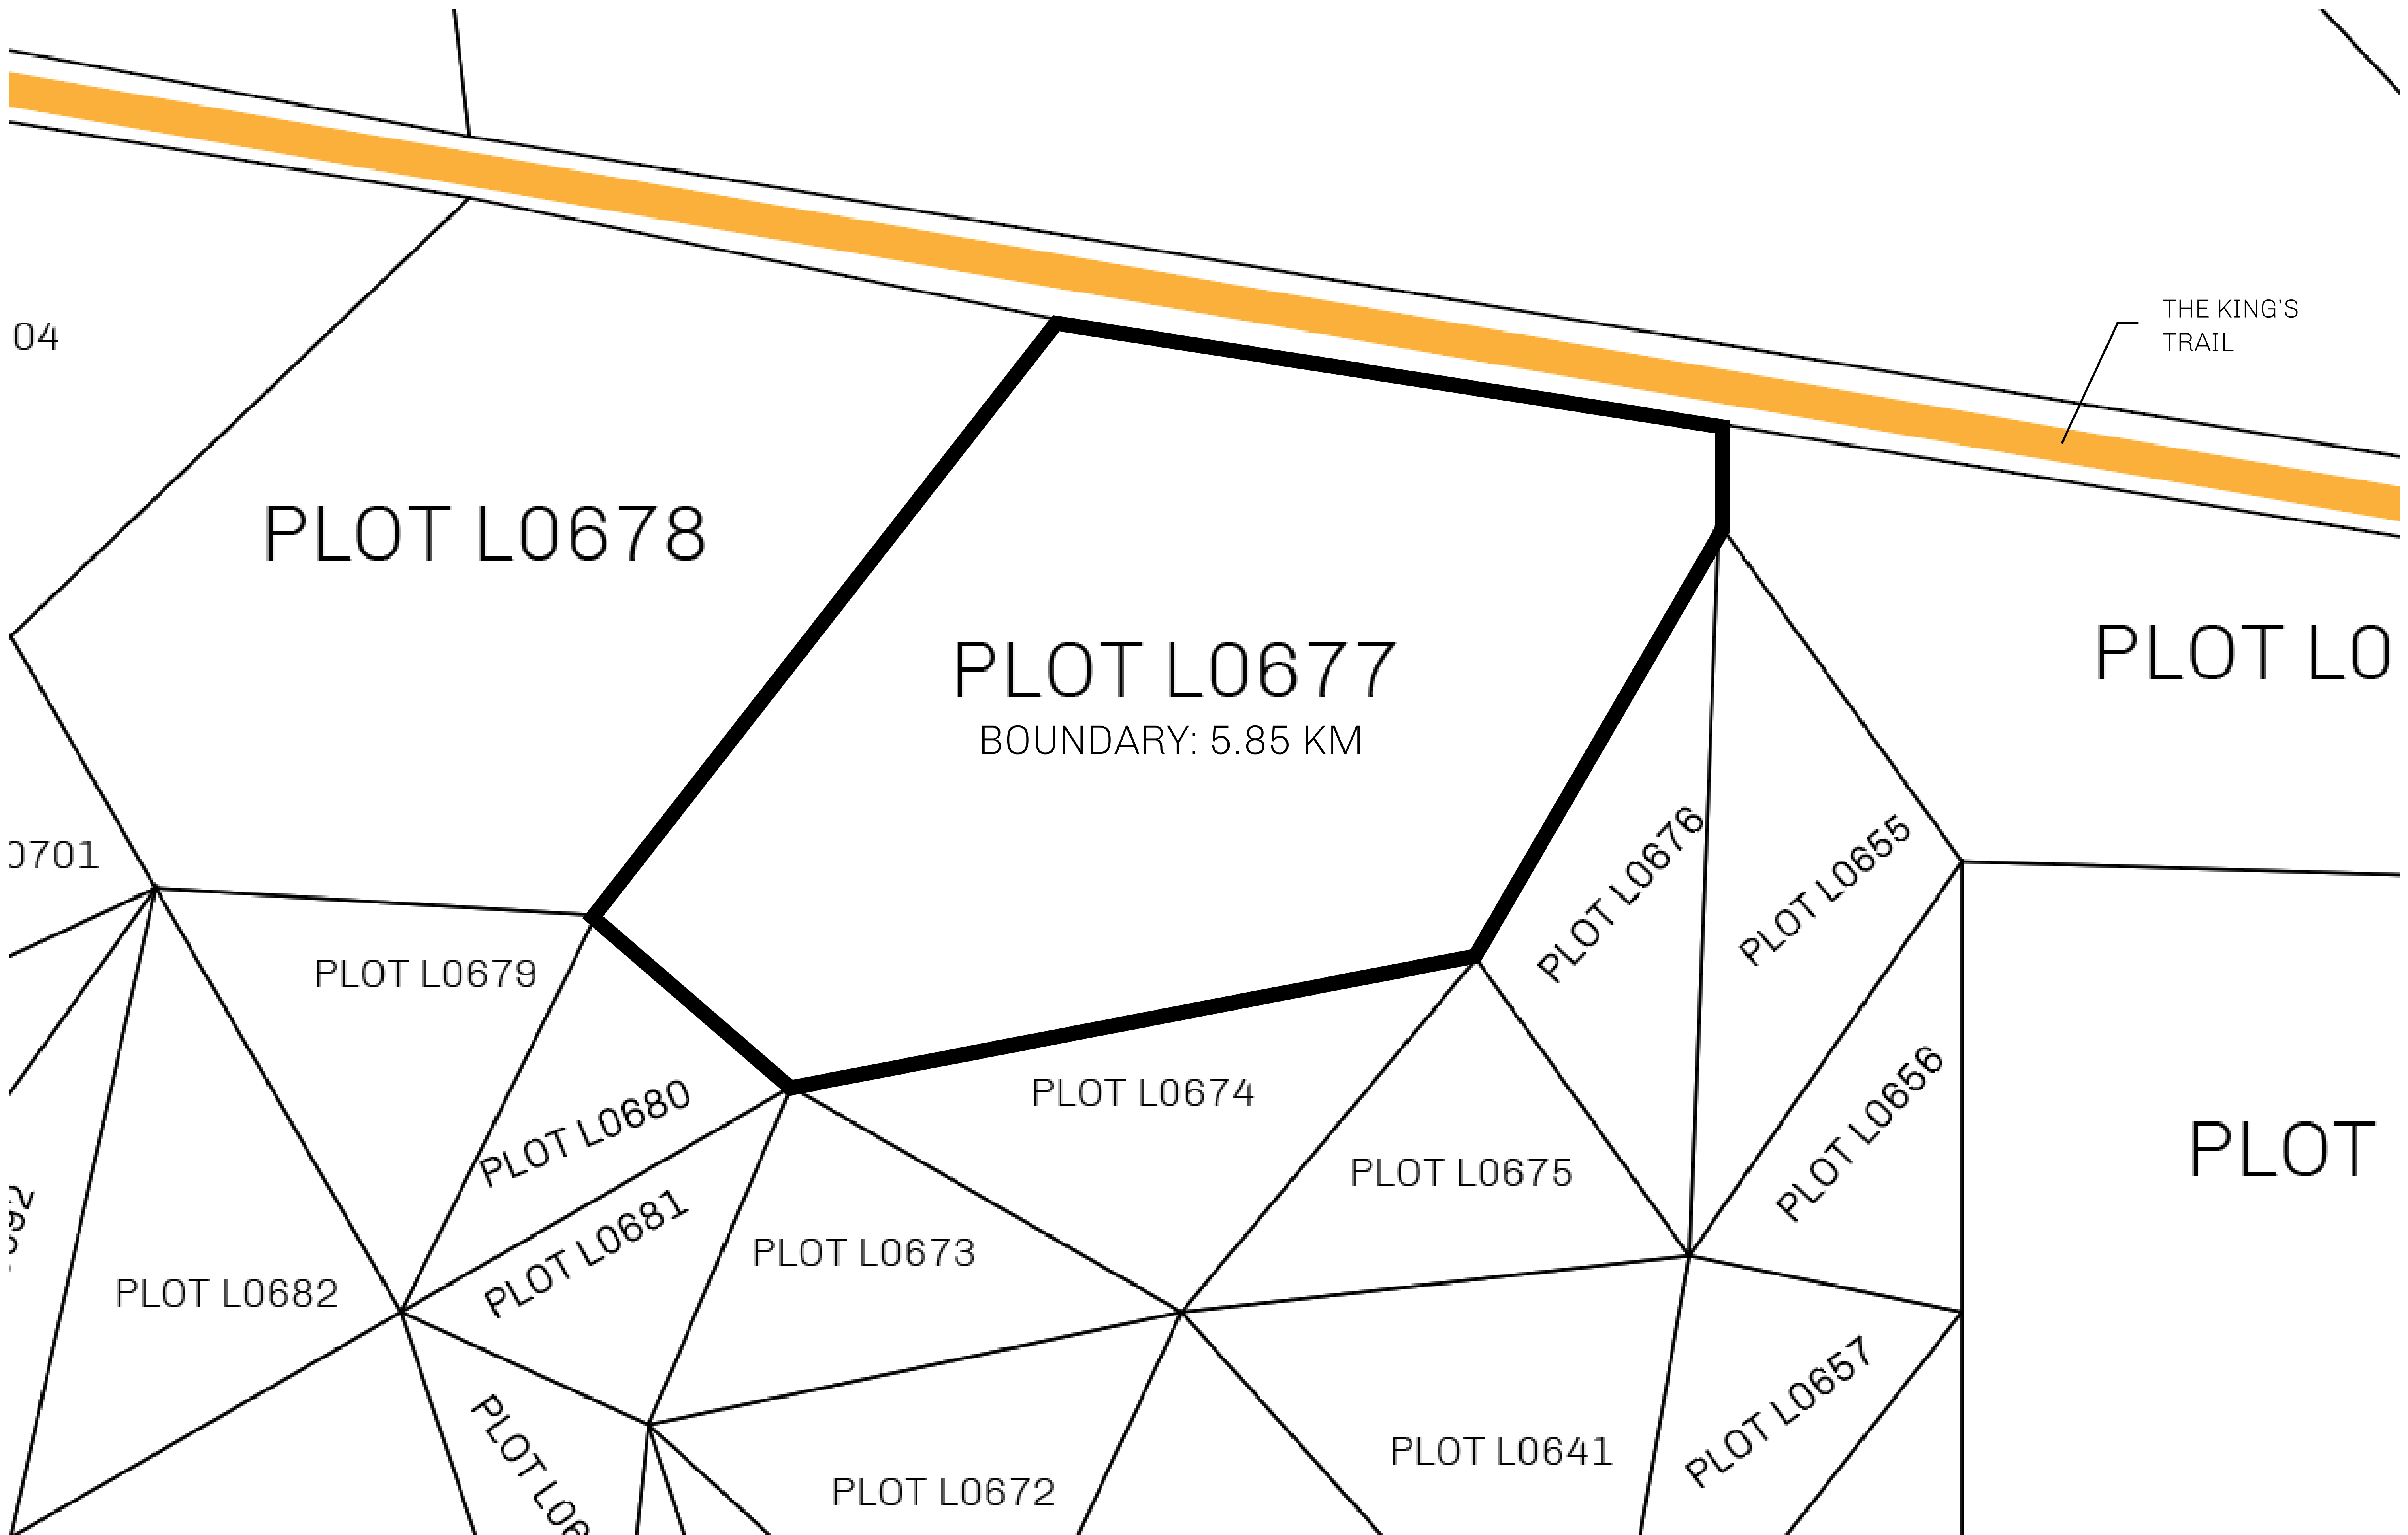 THE KING'S
TRAIL
04
PLOT L0678
PLOT L0677
BOUNDARY: 5.85 KM
PLOT L0
0701
PLOT L0676
PLOT L0655
PLOT L0679
PLOT L0680
PLOT L0674
PLOT L0656
PLOT
PLOT L0675
PLOT L0681
PLOT L0673
PLOT L0682
PLOT L0657
PLOT L06
PLOT L0641
PLOT L0672